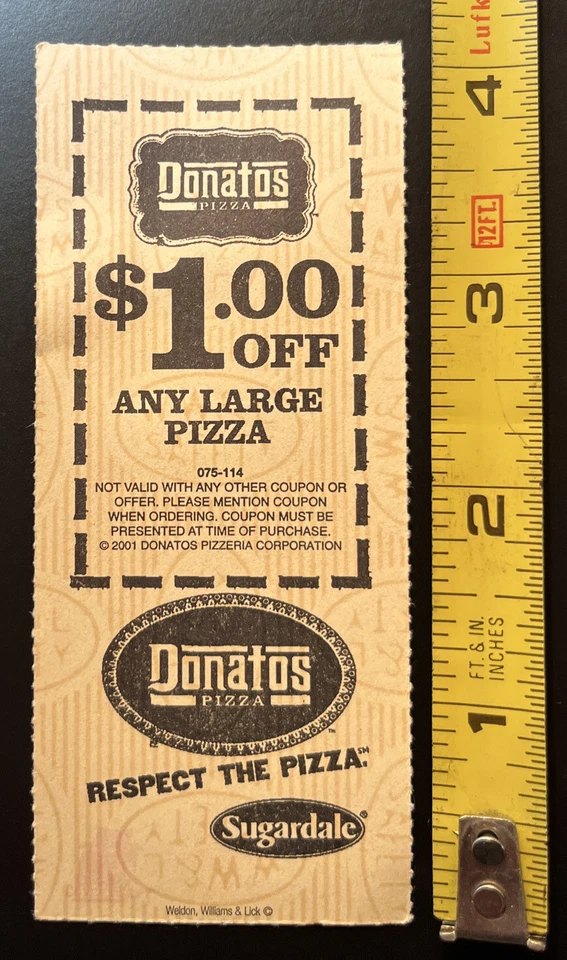 Donatos
PIZZA
$1.00
OFF
ANY LARGE
PIZZA
075-114
NOT VALID WITH ANY OTHER COUPON OR
OFFER. PLEASE MENTION COUPON
WHEN ORDERING. COUPON MUST BE
PRESENTED AT TIME OF PURCHASE.
© 2001 DONATOS PIZZERIA CORPORATION
Donatos
PIZZA ™
RESPECT THE PIZZA.℠
Sugardale®
Weldon, Williams & Lick ©
Lufk
4
12FT.
3
2
FT. & IN.
INCHES
1